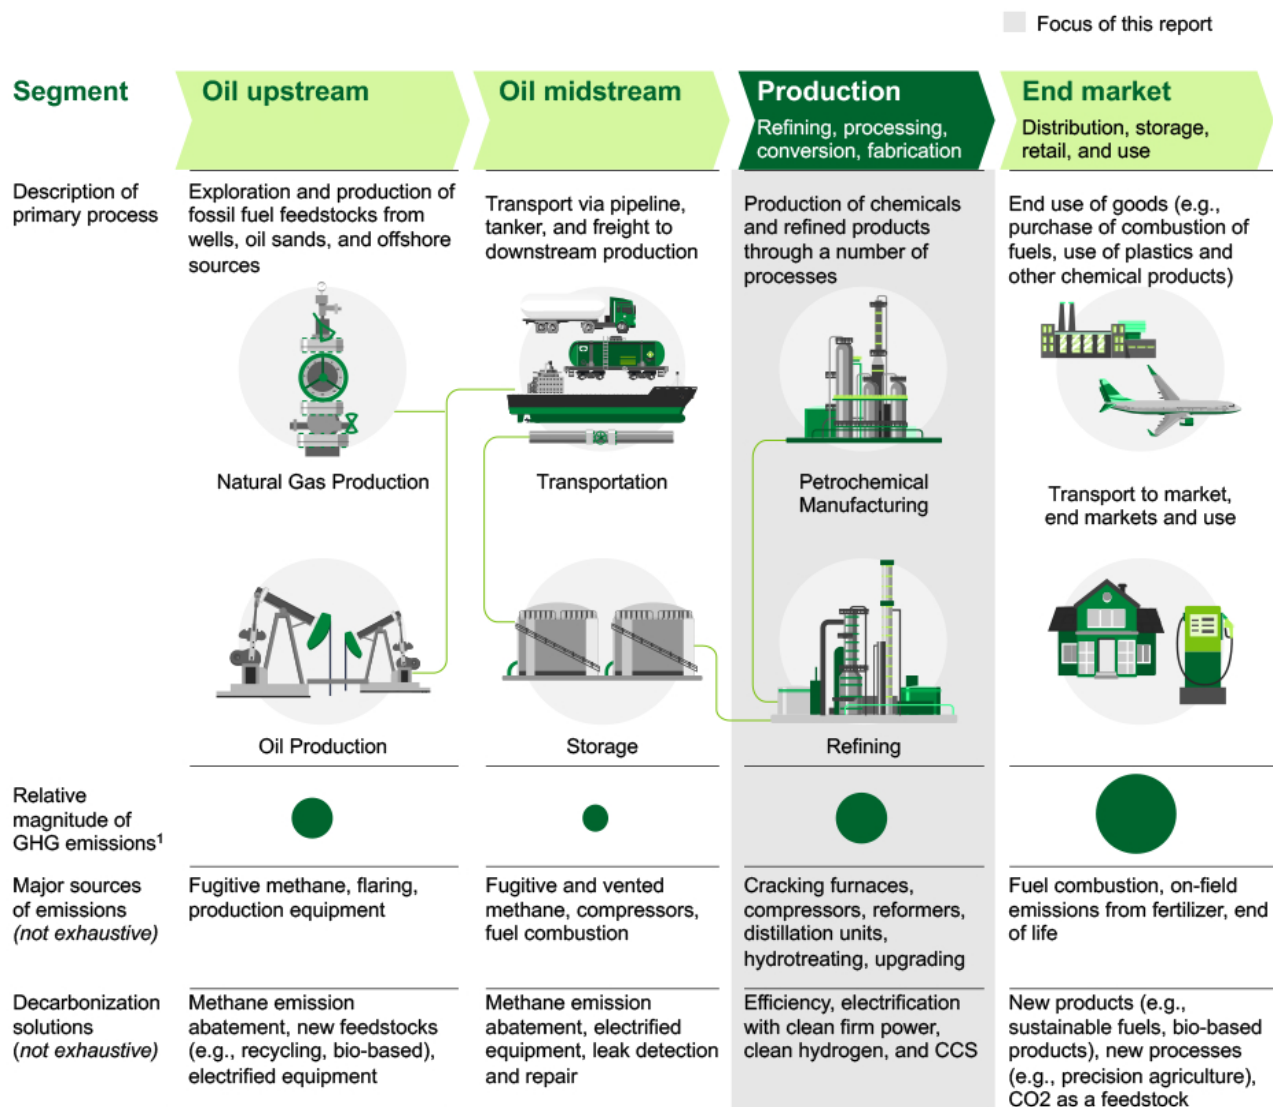 Focus of this report
Segment
Oil upstream
Oil midstream
Production
Refining, processing,
conversion, fabrication
End market
Distribution, storage,
retail, and use
Description of
primary process
Exploration and production of
fossil fuel feedstocks from
wells, oil sands, and offshore
sources
Transport via pipeline,
tanker, and freight to
downstream production
Production of chemicals
and refined products
through a number of
processes
End use of goods (e.g.,
purchase of combustion of
fuels, use of plastics and
other chemical products)
Natural Gas Production
Transportation
Petrochemical
Manufacturing
Transport to market,
end markets and use
Oil Production
Storage
Refining
Relative
magnitude of
GHG emissions¹
Major sources
of emissions
(not exhaustive)
Fugitive methane, flaring,
production equipment
Fugitive and vented
methane, compressors,
fuel combustion
Cracking furnaces,
compressors, reformers,
distillation units,
hydrotreating, upgrading
Fuel combustion, on-field
emissions from fertilizer, end
of life
Decarbonization
solutions
(not exhaustive)
Methane emission
abatement, new feedstocks
(e.g., recycling, bio-based),
electrified equipment
Methane emission
abatement, electrified
equipment, leak detection
and repair
Efficiency, electrification
with clean firm power,
clean hydrogen, and CCS
New products (e.g.,
sustainable fuels, bio-based
products), new processes
(e.g., precision agriculture),
CO2 as a feedstock